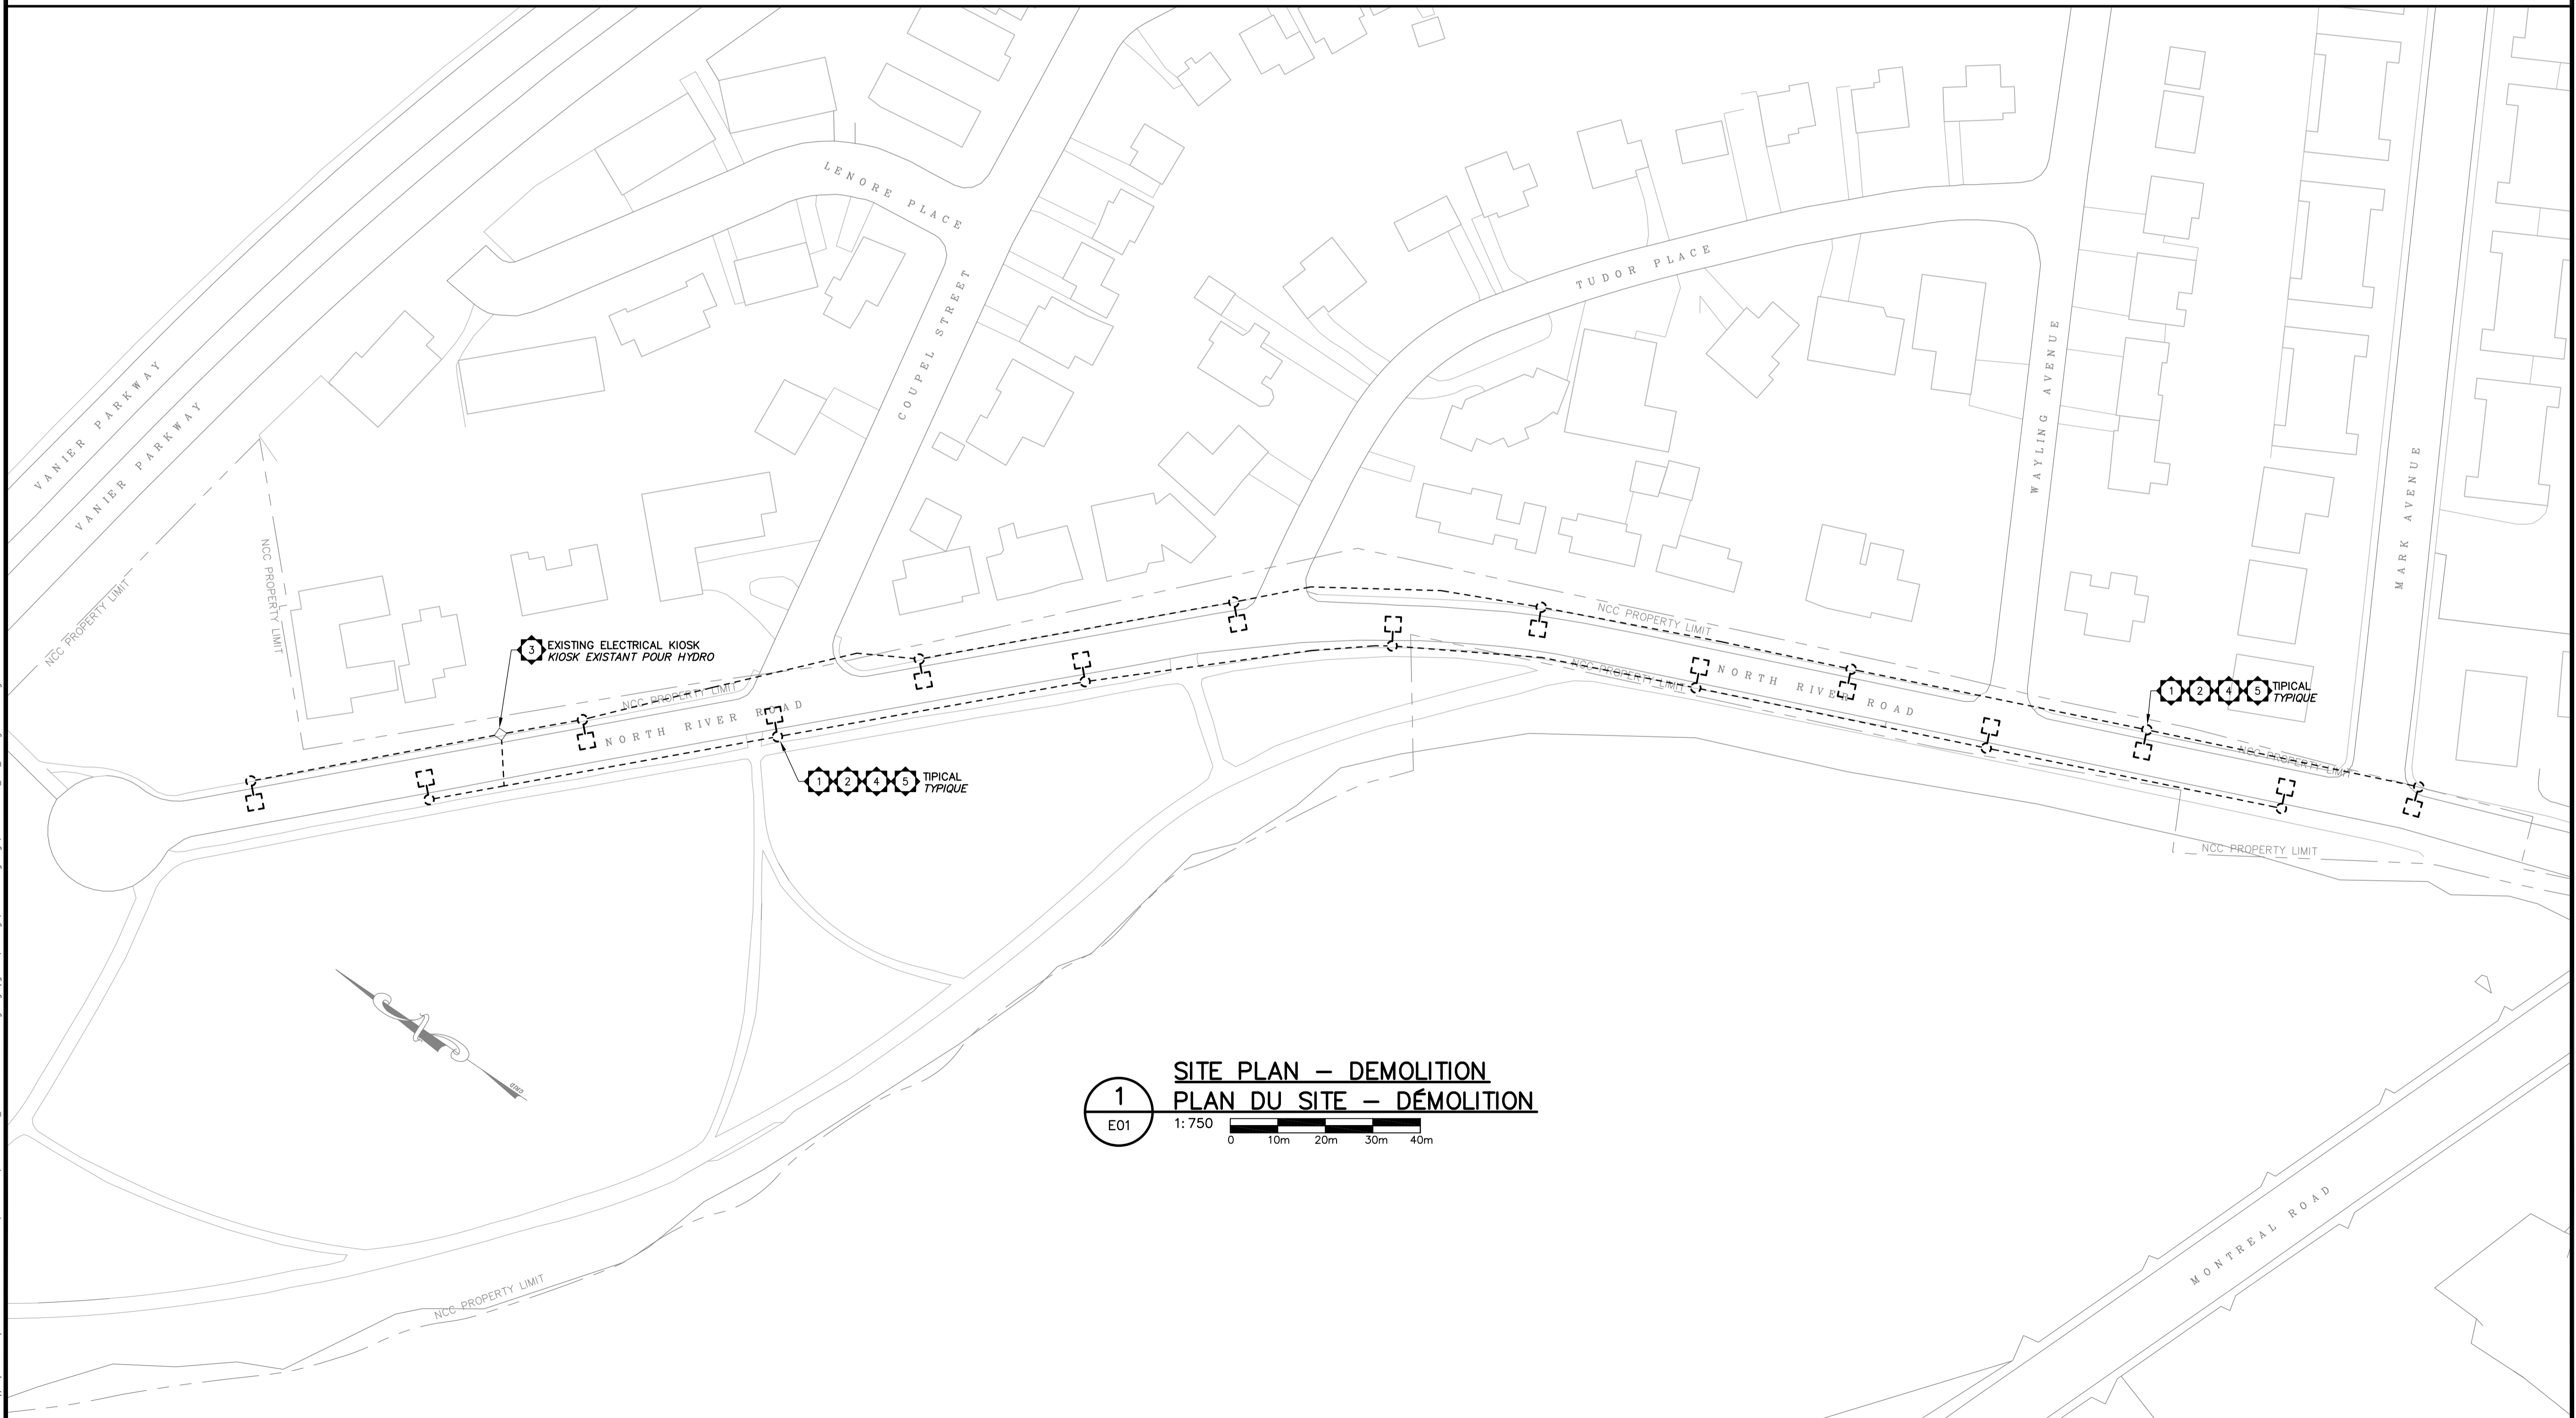 LENORE PLACE
COUPEL STREET
TUDOR PLACE
WAYLING AVENUE
MARK AVENUE
VANIER PARKWAY
VANIER PARKWAY
NCC PROPERTY LIMIT
NCC PROPERTY LIMIT
3 EXISTING ELECTRICAL KIOSK
KIOSK EXISTANT POUR HYDRO
NCC PROPERTY LIMIT
NORTH RIVER ROAD
NCC PROPERTY LIMIT
NCC PROPERTY LIMIT
NORTH RIVER ROAD
1 2 4 5 TIPICAL
TYPIQUE
NCC PROPERTY LIMIT
1 2 4 5 TIPICAL
TYPIQUE
NCC PROPERTY LIMIT
SITE PLAN – DEMOLITION
PLAN DU SITE – DÉMOLITION
1
E01
1:750
0 10m 20m 30m 40m
MONTREAL ROAD
NCC PROPERTY LIMIT